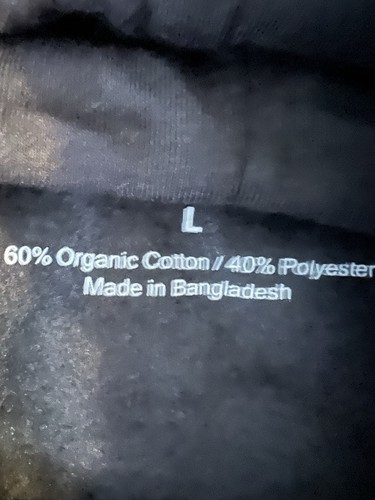 L
60% Organic Cotton / 40% Polyester
Made in Bangladesh